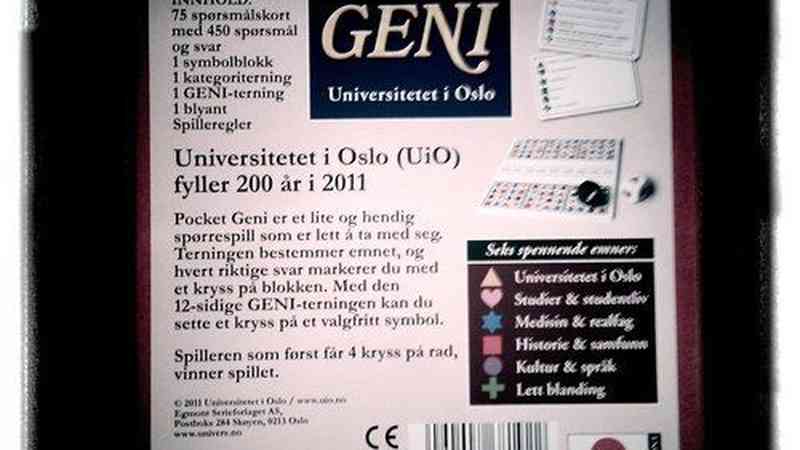 INNHOLD:
75 spørsmålskort
med 450 spørsmål
og svar
1 symbolblokk
1 kategoriterning
1 GENI-terning
1 blyant
Spilleregler
GENI
Universitetet i Oslo
Universitetet i Oslo (UiO)
fyller 200 år i 2011
Pocket Geni er et lite og hendig
spørrespill som er lett å ta med seg.
Terningen bestemmer emnet, og
hvert riktige svar markerer du med
et kryss på blokken. Med den
12-sidige GENI-terningen kan du
sette et kryss på et valgfritt symbol.
Spilleren som først får 4 kryss på rad,
vinner spillet.
Seks spennende emner:
Universitetet i Oslo
Studier & studentliv
Medisin & realfag
Historie & samfunn
Kultur & språk
Lett blanding
© 2011 Universitetet i Oslo / www.uio.no
Egmont Serieforlaget AS,
Postboks 284 Skøyen, 0213 Oslo
www.univers.no
CE